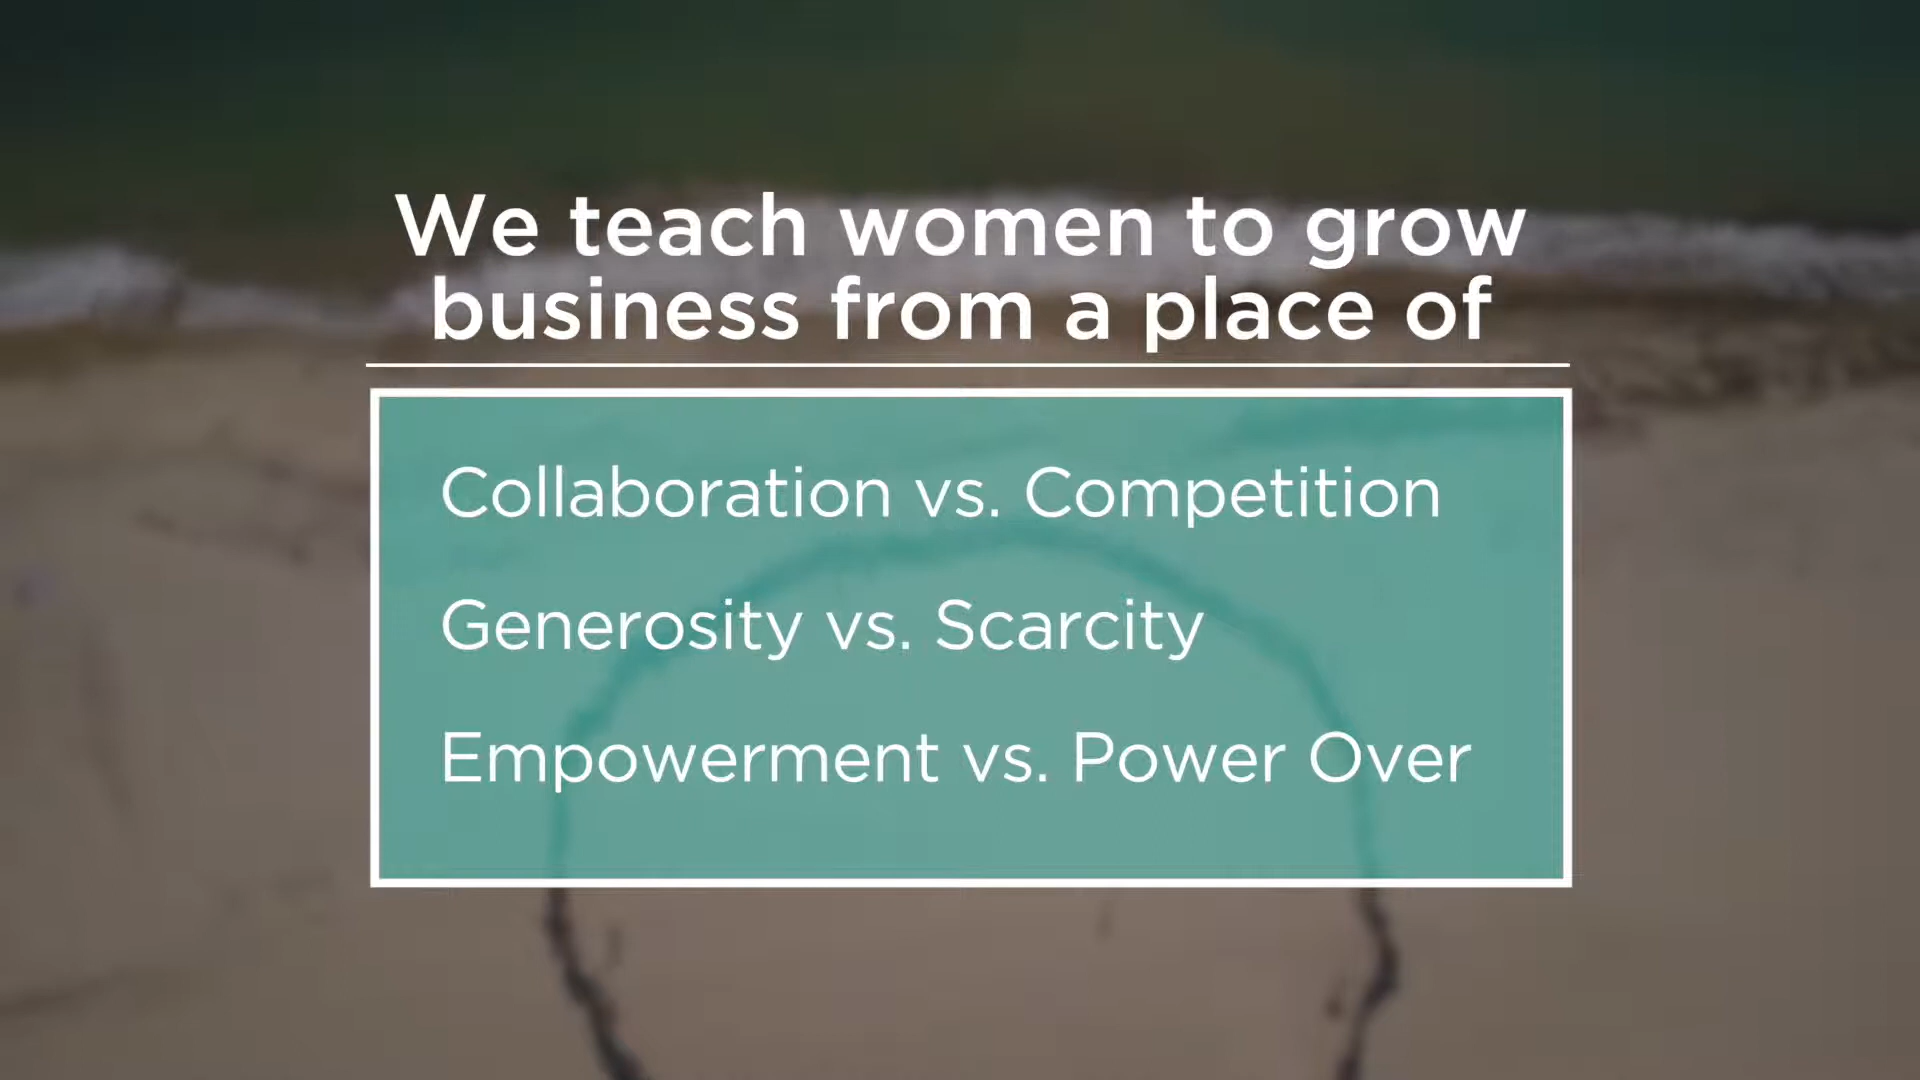 We teach women to grow
business from a place of
Collaboration vs. Competition
Generosity vs. Scarcity
Empowerment vs. Power Over